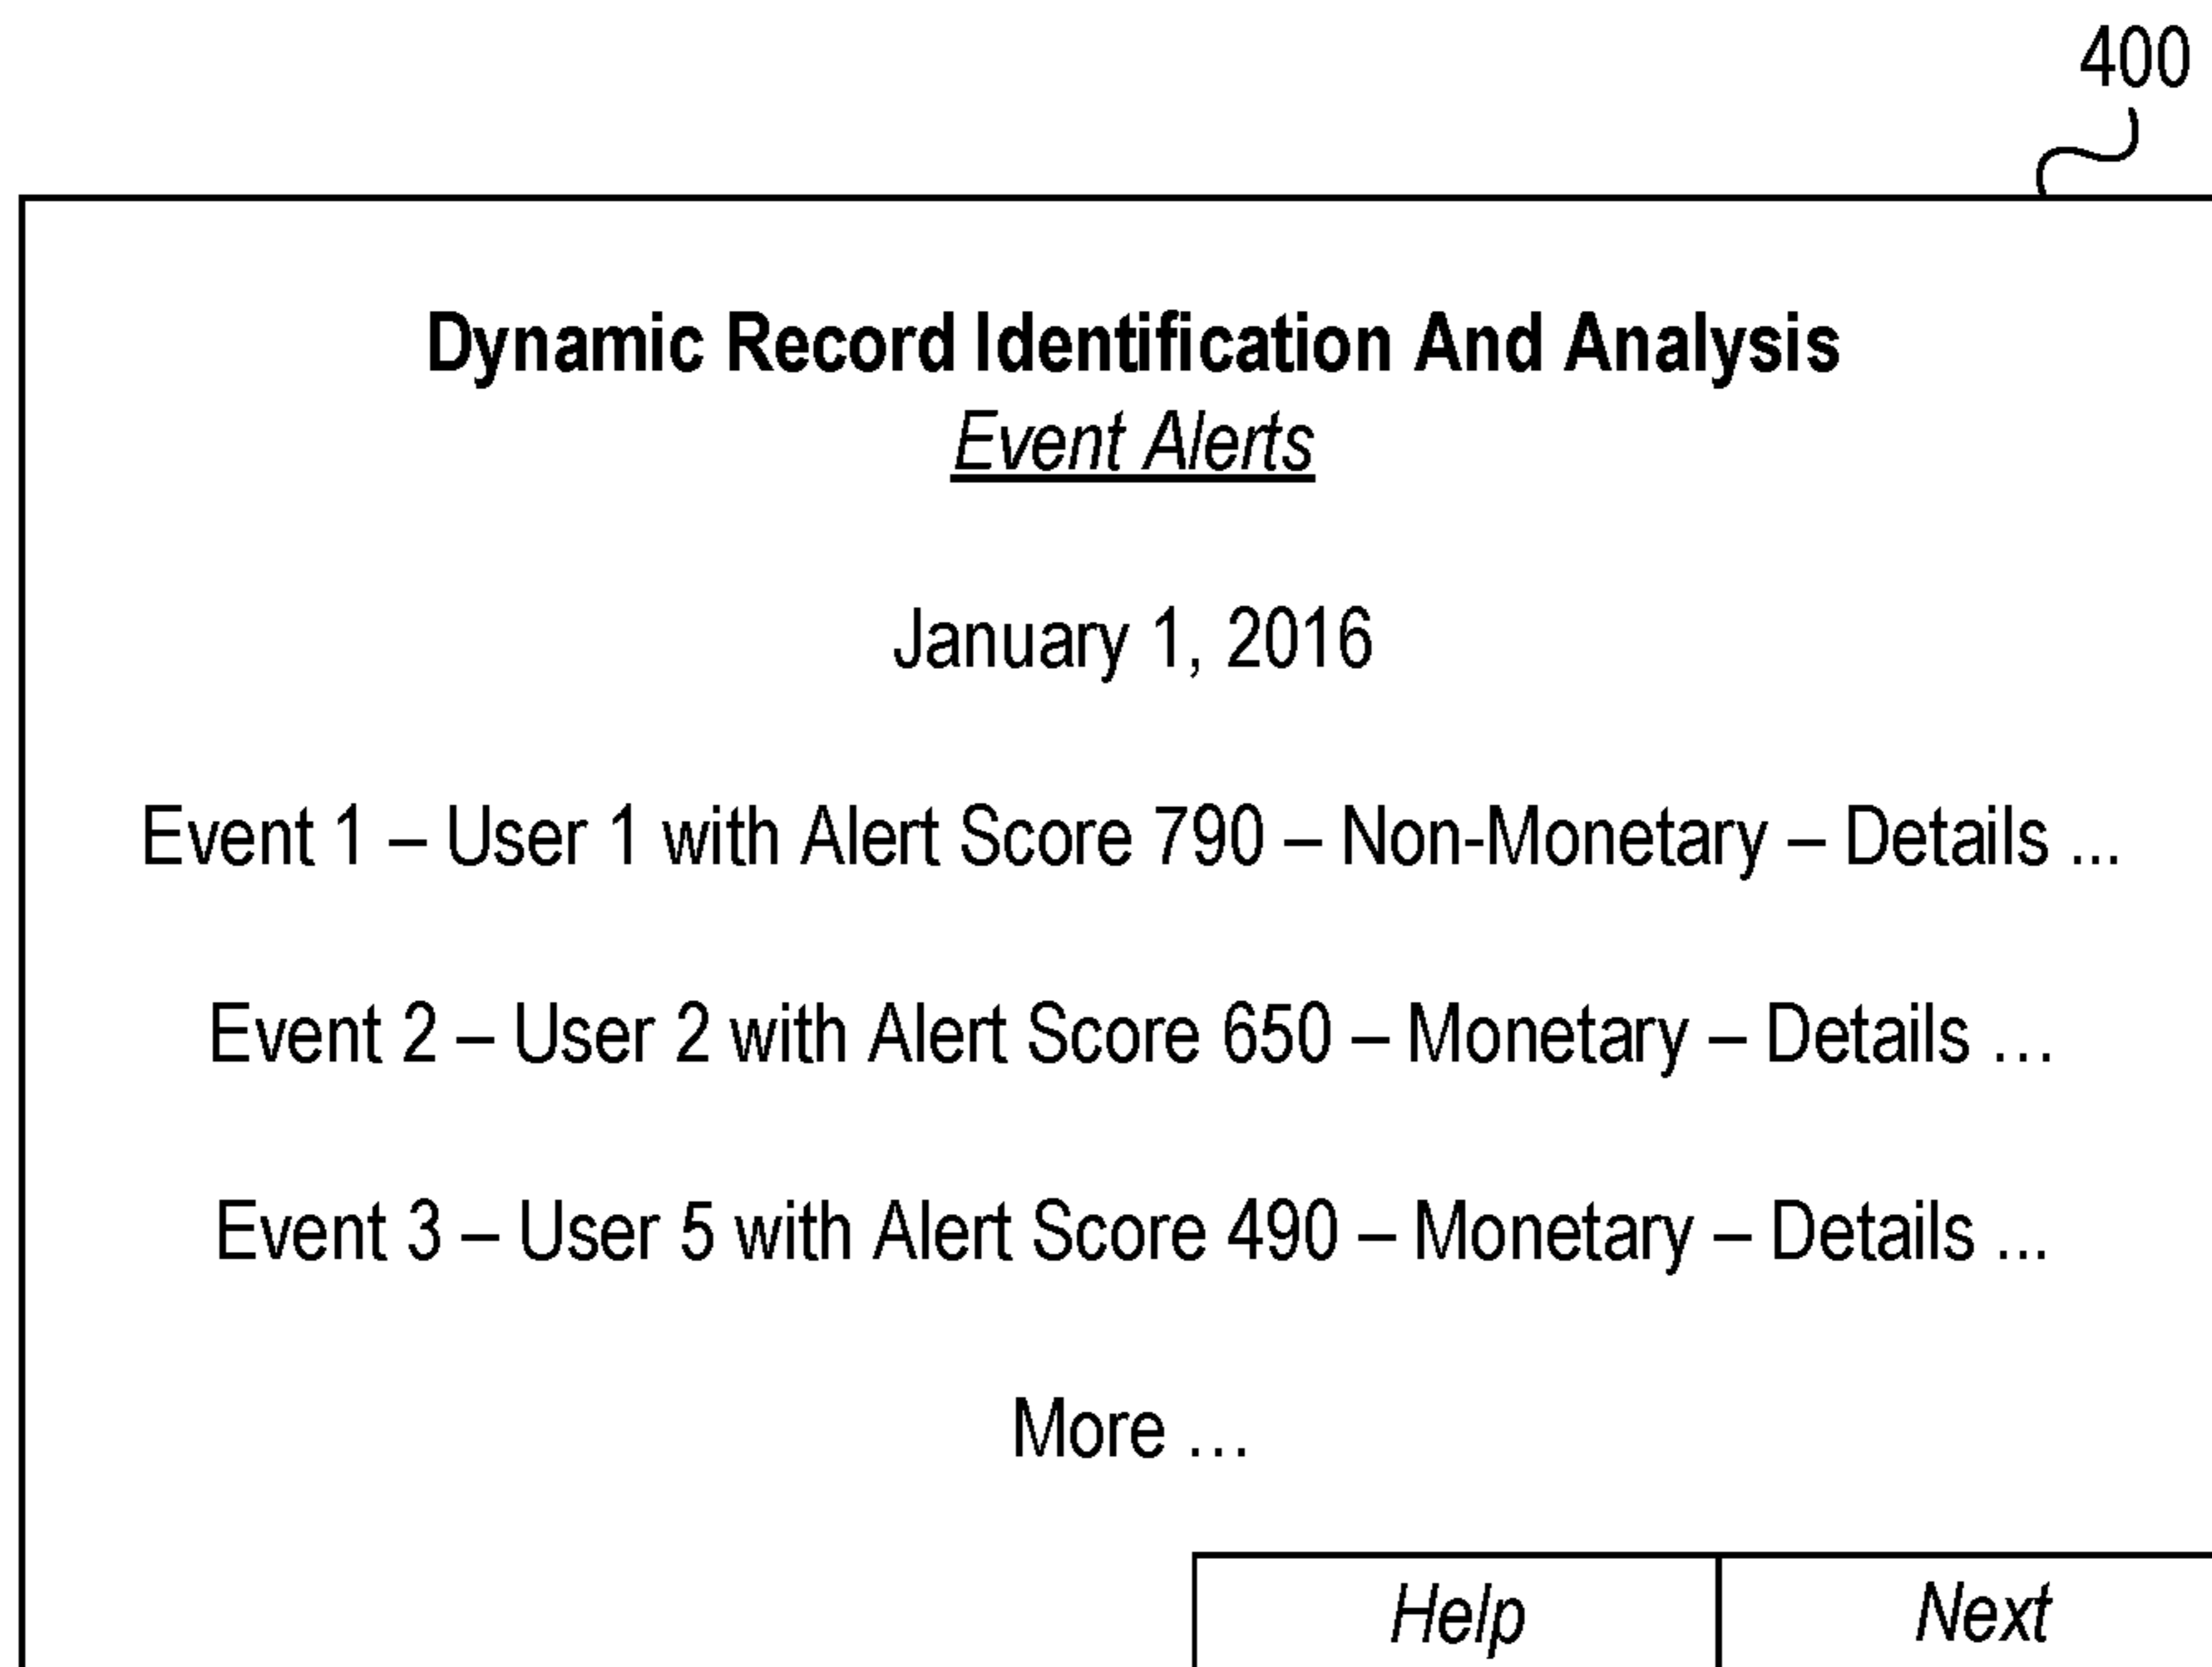 400
Dynamic Record Identification And Analysis
Event Alerts
January 1, 2016
Event 1 – User 1 with Alert Score 790 – Non-Monetary – Details ...
Event 2 – User 2 with Alert Score 650 – Monetary – Details ...
Event 3 – User 5 with Alert Score 490 – Monetary – Details ...
More ...
Help Next